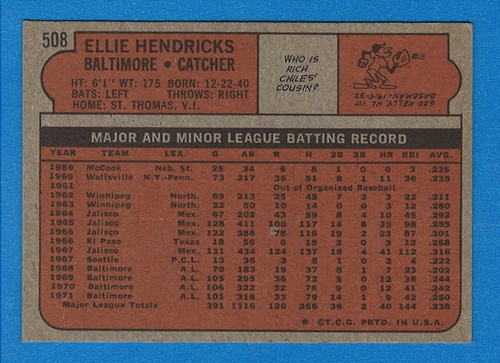 508
ELLIE HENDRICKS
BALTIMORE • CATCHER
HT: 6'1" WT: 175 BORN: 12-22-40
BATS: LEFT THROWS: RIGHT
HOME: ST. THOMAS, V.I.
WHO IS
RICH
CHILES'
COUSIN?
MAJOR AND MINOR LEAGUE BATTING RECORD
YEAR TEAM LEA. G AB R H 2B 3B HR RBI AVG.
1959 McCook Neb. St. 25 34 6 8 1 0 0 3 .235
1960 Wellsville N.Y.-Penn. 73 217 36 51 8 1 11 36 .235
1961 Out of Organized Baseball
1962 Winnipeg North. 69 213 25 45 7 2 3 22 .211
1963 Winnipeg North. 22 50 10 14 0 0 3 12 .280
1964 Jalisco Mex. 67 202 43 59 8 4 10 45 .292
1965 Jalisco Mex. 128 411 100 117 14 8 35 98 .285
1966 Jalisco Mex. 122 388 78 116 19 2 23 87
1966 El Paso Texas 18 56 6 15 2 0 3 12 .268
1967 Jalisco Mex. 131 434 124 137 18 4 41 112 .316
1967 Seattle P.C.L. 13 36 3 8 2 0 0 3 .222
1968 Baltimore A.L. 79 183 19 37 8 1 7 23 .202
1969 Baltimore A.L. 105 295 36 72 5 0 12 38 .244
1970 Baltimore A.L. 106 322 32 78 9 0 12 41 .242
1971 Baltimore A.L. 101 316 33 79 14 1 9 42 .250
Major League Totals 391 1116 120 266 36 2 40 144 .238
* © T.C.G. PRTD. IN U.S.A.